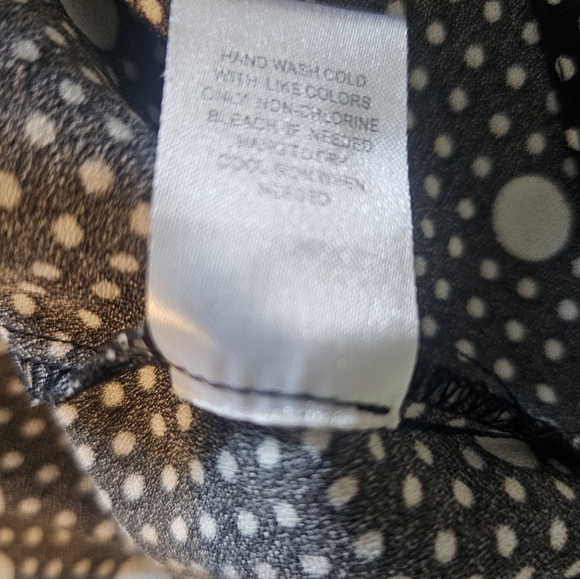 HAND WASH COLD
WITH LIKE COLORS
ONLY NON-CHLORINE
BLEACH IF NEEDED
HANG TO DRY
COOL IRON WHEN
NEEDED